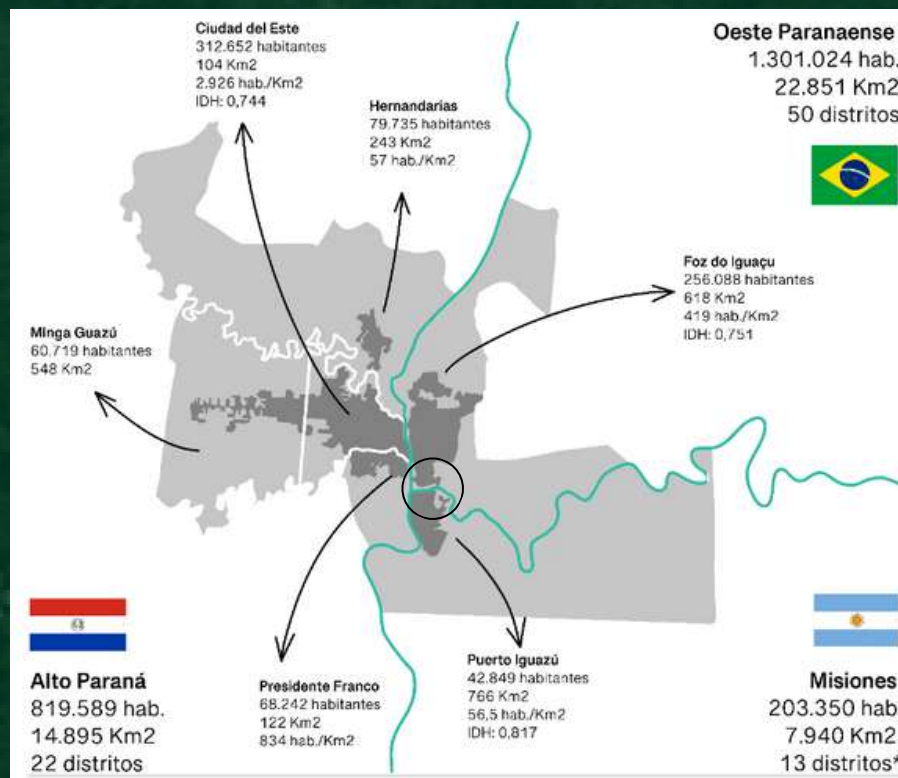 Ciudad del Este
312.652 habitantes
104 Km2
2.926 hab./Km2
IDH: 0,744
Hernandarias
79.735 habitantes
243 Km2
57 hab./Km2
Oeste Paranaense
1.301.024 hab.
22.851 Km2
50 distritos
Foz do Iguaçu
256.088 habitantes
618 Km2
419 hab./Km2
IDH: 0,751
Minga Guazú
60.719 habitantes
548 Km2
Alto Paraná
819.589 hab.
14.895 Km2
22 distritos
Presidente Franco
68.242 habitantes
122 Km2
834 hab./Km2
Puerto Iguazú
42.849 habitantes
766 Km2
56,5 hab./Km2
IDH: 0,817
Misiones
203.350 hab
7.940 Km2
13 distritos*